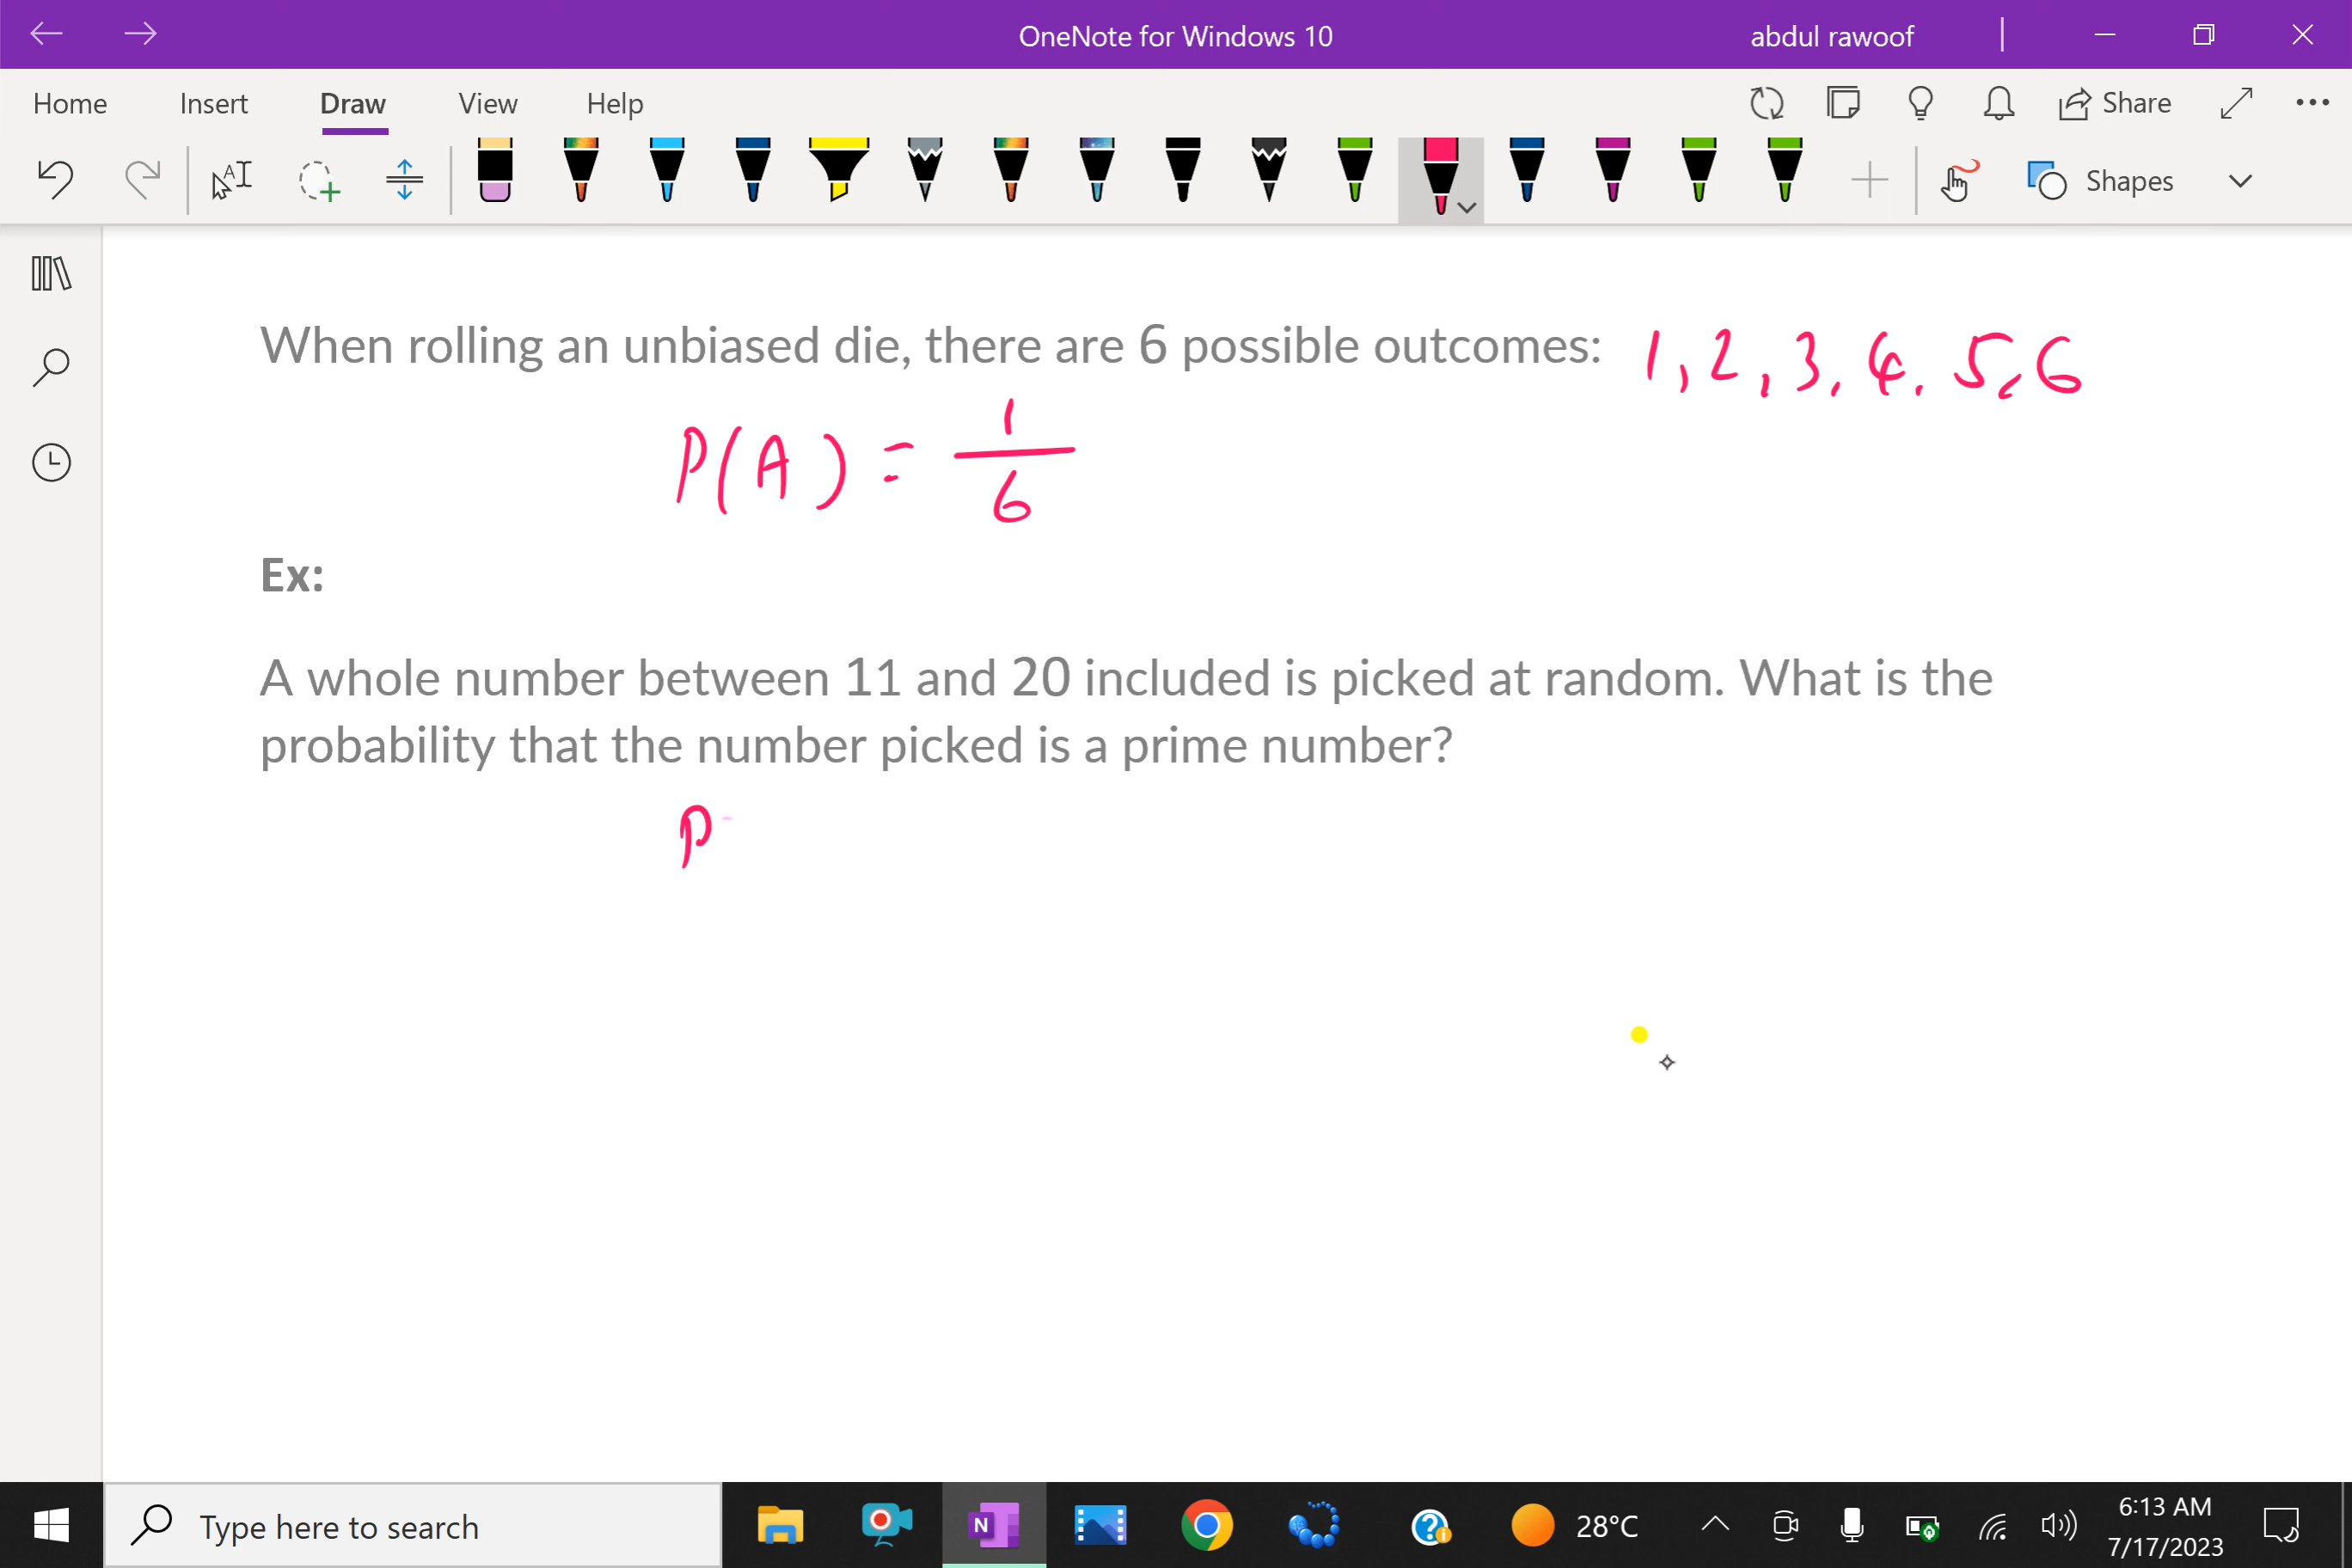 OneNote for Windows 10
abdul rawoof
Home Insert Draw View Help
Share
Shapes
When rolling an unbiased die, there are 6 possible outcomes: 1, 2, 3, 4. 5, 6
P(A) = 1/6
Ex:
A whole number between 11 and 20 included is picked at random. What is the
probability that the number picked is a prime number?
P
Type here to search
28°C
6:13 AM
7/17/2023